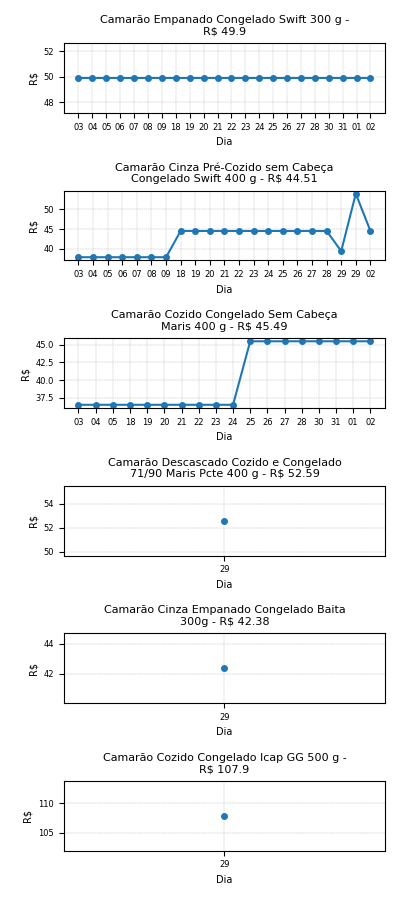 Camarão Empanado Congelado Swift 300 g -
R$ 49.9
52
50
48
R$
03 04 05 06 07 08 09 18 19 20 21 22 23 24 25 26 27 28 29 30 31 01 02
Dia
Camarão Cinza Pré-Cozido sem Cabeça
Congelado Swift 400 g - R$ 44.51
50
45
40
R$
03 04 05 06 07 08 09 18 19 20 21 22 23 24 25 26 27 28 29 29 02
Dia
Camarão Cozido Congelado Sem Cabeça
Maris 400 g - R$ 45.49
45.0
42.5
40.0
37.5
R$
03 04 05 18 19 20 21 22 23 24 25 26 27 28 29 30 31 01 02
Dia
Camarão Descascado Cozido e Congelado
71/90 Maris Pcte 400 g - R$ 52.59
54
52
50
R$
29
Dia
Camarão Cinza Empanado Congelado Baita
300g - R$ 42.38
44
42
R$
29
Dia
Camarão Cozido Congelado Icap GG 500 g -
R$ 107.9
110
105
R$
29
Dia